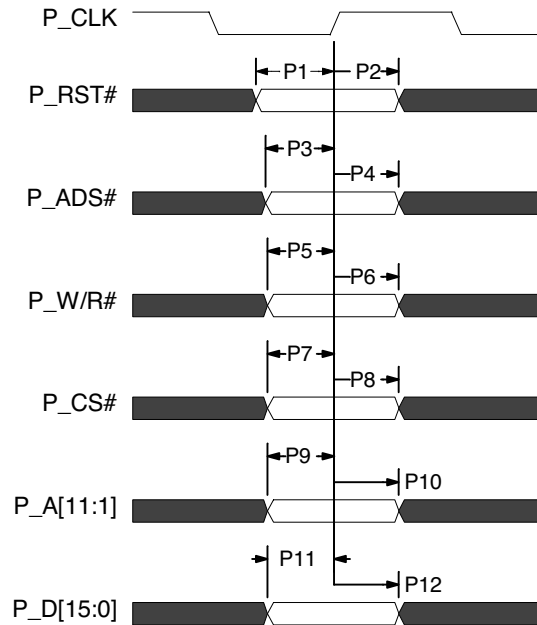 P_CLK
P1 P2
P_RST#
P3
P4
P_ADS#
P5
P6
P_W/R#
P7
P8
P_CS#
P9
P10
P_A[11:1]
P11
P12
P_D[15:0]